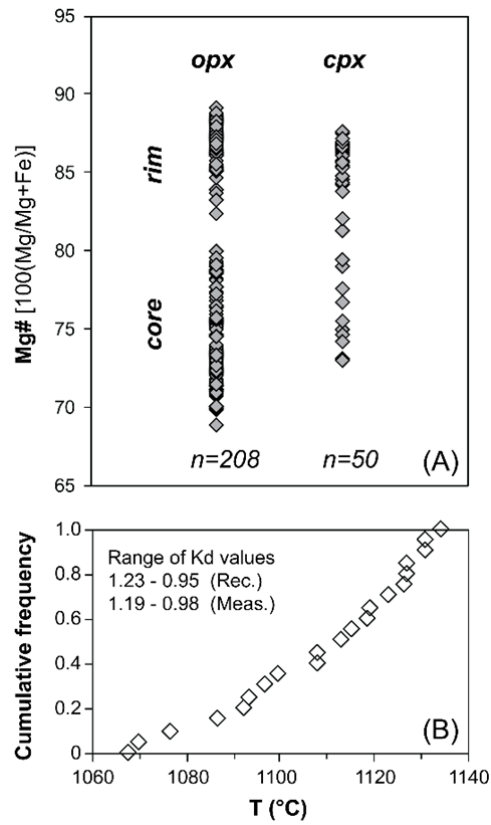 95
90
85
80
75
70
65
Mg# [100(Mg/Mg+Fe)]
opx cpx
rim
core
n=208 n=50 (A)
1.0
0.8
0.6
0.4
0.2
0
Cumulative frequency
Range of Kd values
1.23 - 0.95 (Rec.)
1.19 - 0.98 (Meas.)
(B)
1060 1080 1100 1120 1140
T (°C)